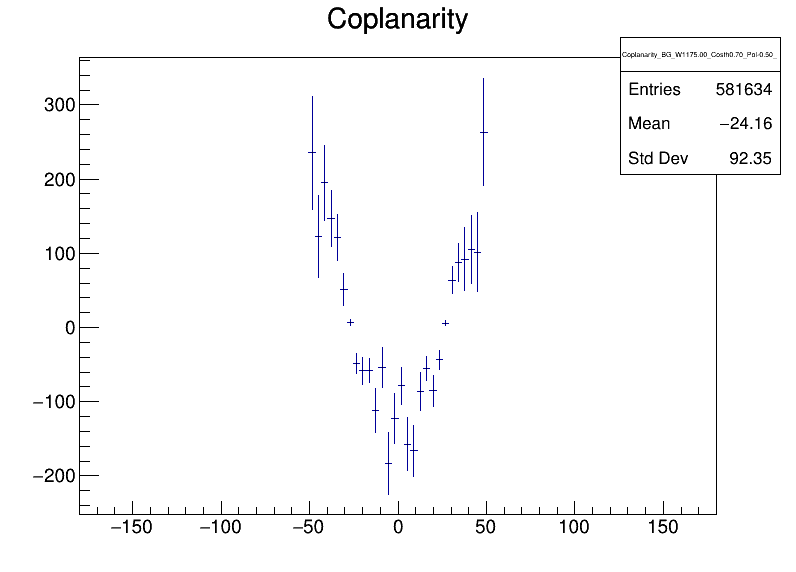 Coplanarity
Coplanarity_BG_W1175.00_Costh0.70_Pol-0.50_
Entries 581634
Mean −24.16
Std Dev 92.35
300
200
100
0
−100
−200
−150 −100 −50 0 50 100 150